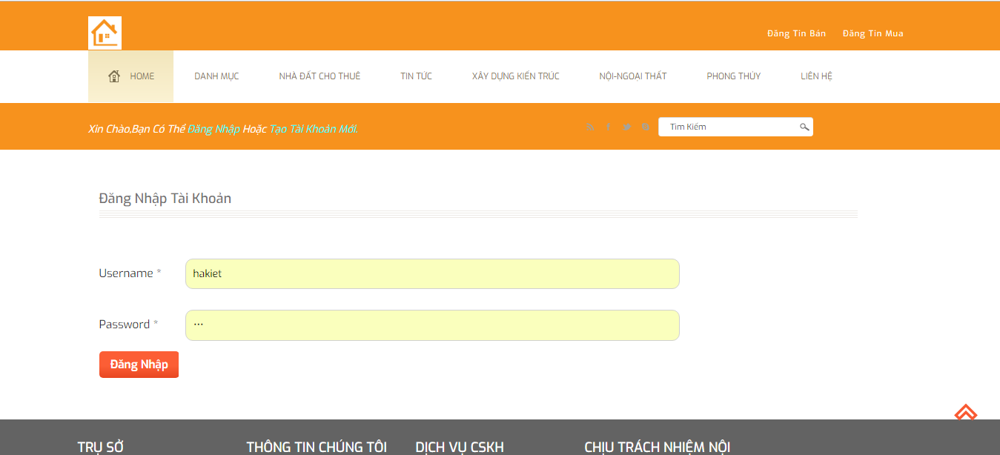 Đăng Tin Bán Đăng Tin Mua
HOME DANH MỤC NHÀ ĐẤT CHO THUÊ TIN TỨC XÂY DỰNG KIẾN TRÚC NỘI-NGOẠI THẤT PHONG THỦY LIÊN HỆ
Xin Chào,Bạn Có Thể Đăng Nhập Hoặc Tạo Tài Khoản Mới.
Tìm Kiếm
Đăng Nhập Tài Khoản
Username * hakiet
Password * •••
Đăng Nhập
TRỤ SỞ THÔNG TIN CHÚNG TÔI DỊCH VỤ CSKH CHỊU TRÁCH NHIỆM NỘI